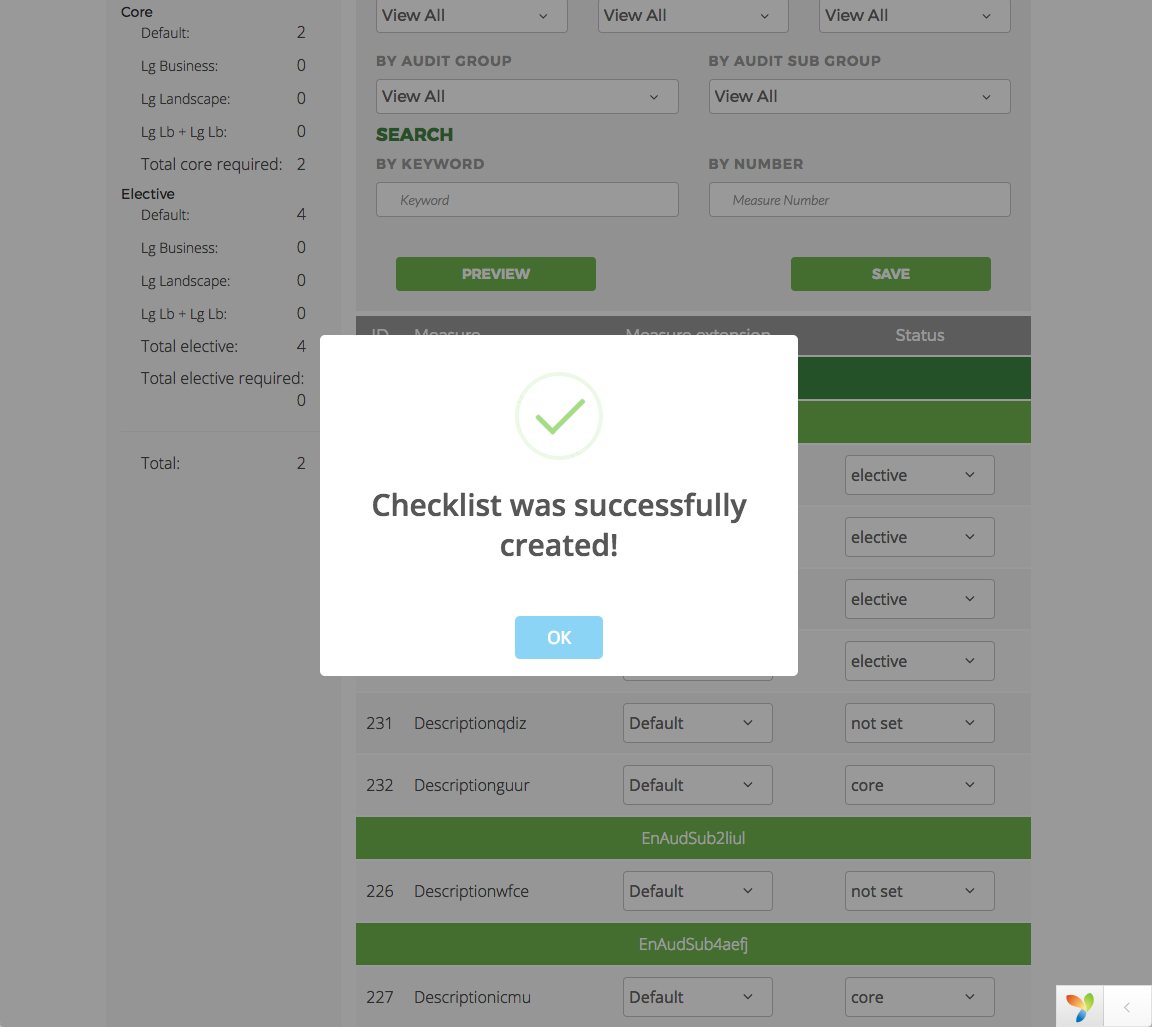 Core
Default: 2
Lg Business: 0
Lg Landscape: 0
Lg Lb + Lg Lb: 0
Total core required: 2
Elective
Default: 4
Lg Business: 0
Lg Landscape: 0
Lg Lb + Lg Lb: 0
Total elective: 4
Total elective required:
0
Total: 2
View All View All View All
BY AUDIT GROUP BY AUDIT SUB GROUP
View All View All
SEARCH
BY KEYWORD BY NUMBER
Keyword Measure Number
PREVIEW SAVE
ID Measure Measure extension Status
Checklist was successfully
created!
OK
elective
elective
elective
elective
231 Descriptionqdiz Default not set
232 Descriptionguur Default core
EnAudSub2liul
226 Descriptionwfce Default not set
EnAudSub4aefj
227 Descriptionicmu Default core